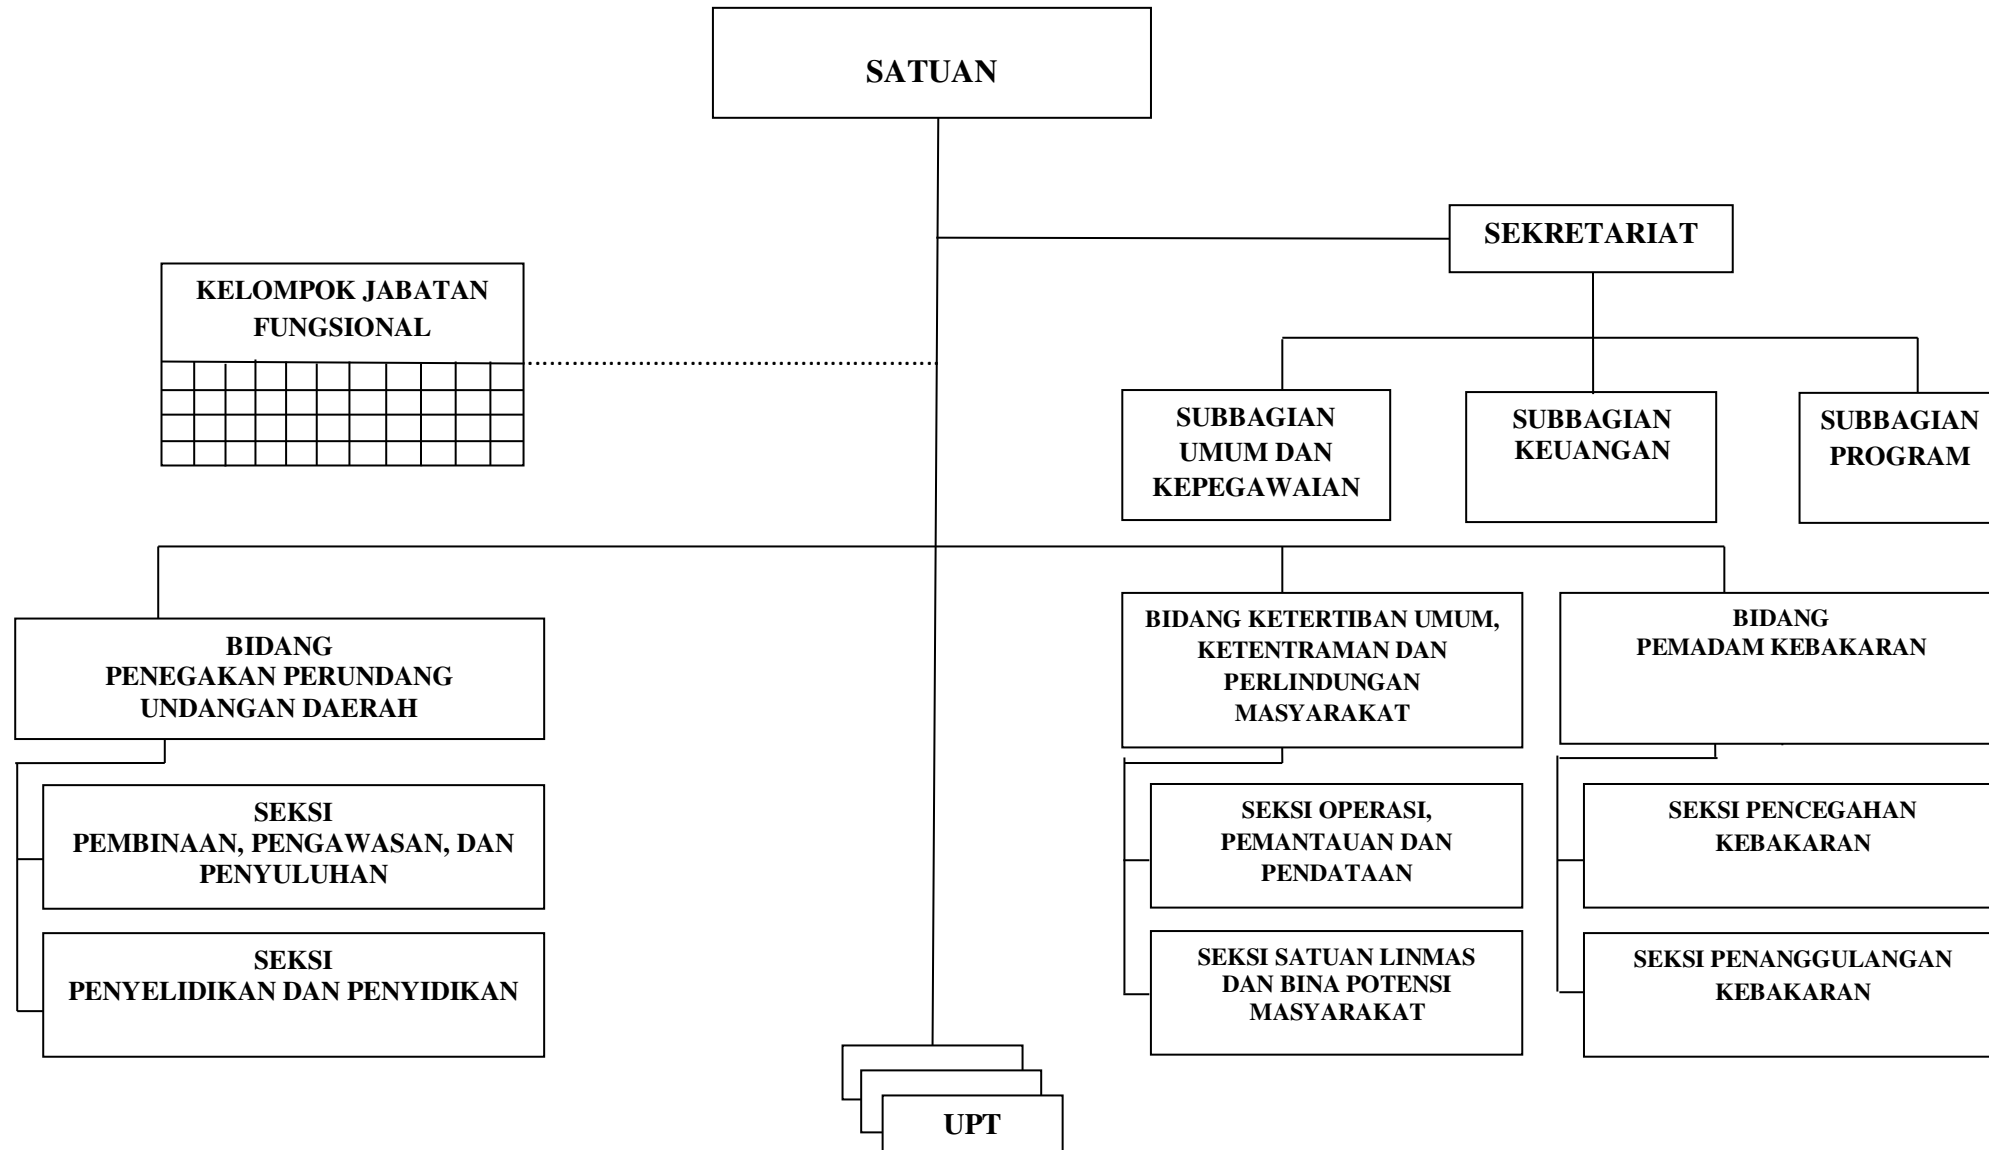 SATUAN
SEKRETARIAT
KELOMPOK JABATAN
FUNGSIONAL
SUBBAGIAN
UMUM DAN
KEPEGAWAIAN
SUBBAGIAN
KEUANGAN
SUBBAGIAN
PROGRAM
BIDANG
PENEGAKAN PERUNDANG
UNDANGAN DAERAH
BIDANG KETERTIBAN UMUM,
KETENTRAMAN DAN
PERLINDUNGAN
MASYARAKAT
BIDANG
PEMADAM KEBAKARAN
SEKSI
PEMBINAAN, PENGAWASAN, DAN
PENYULUHAN
SEKSI OPERASI,
PEMANTAUAN DAN
PENDATAAN
SEKSI PENCEGAHAN
KEBAKARAN
SEKSI
PENYELIDIKAN DAN PENYIDIKAN
SEKSI SATUAN LINMAS
DAN BINA POTENSI
MASYARAKAT
SEKSI PENANGGULANGAN
KEBAKARAN
UPT